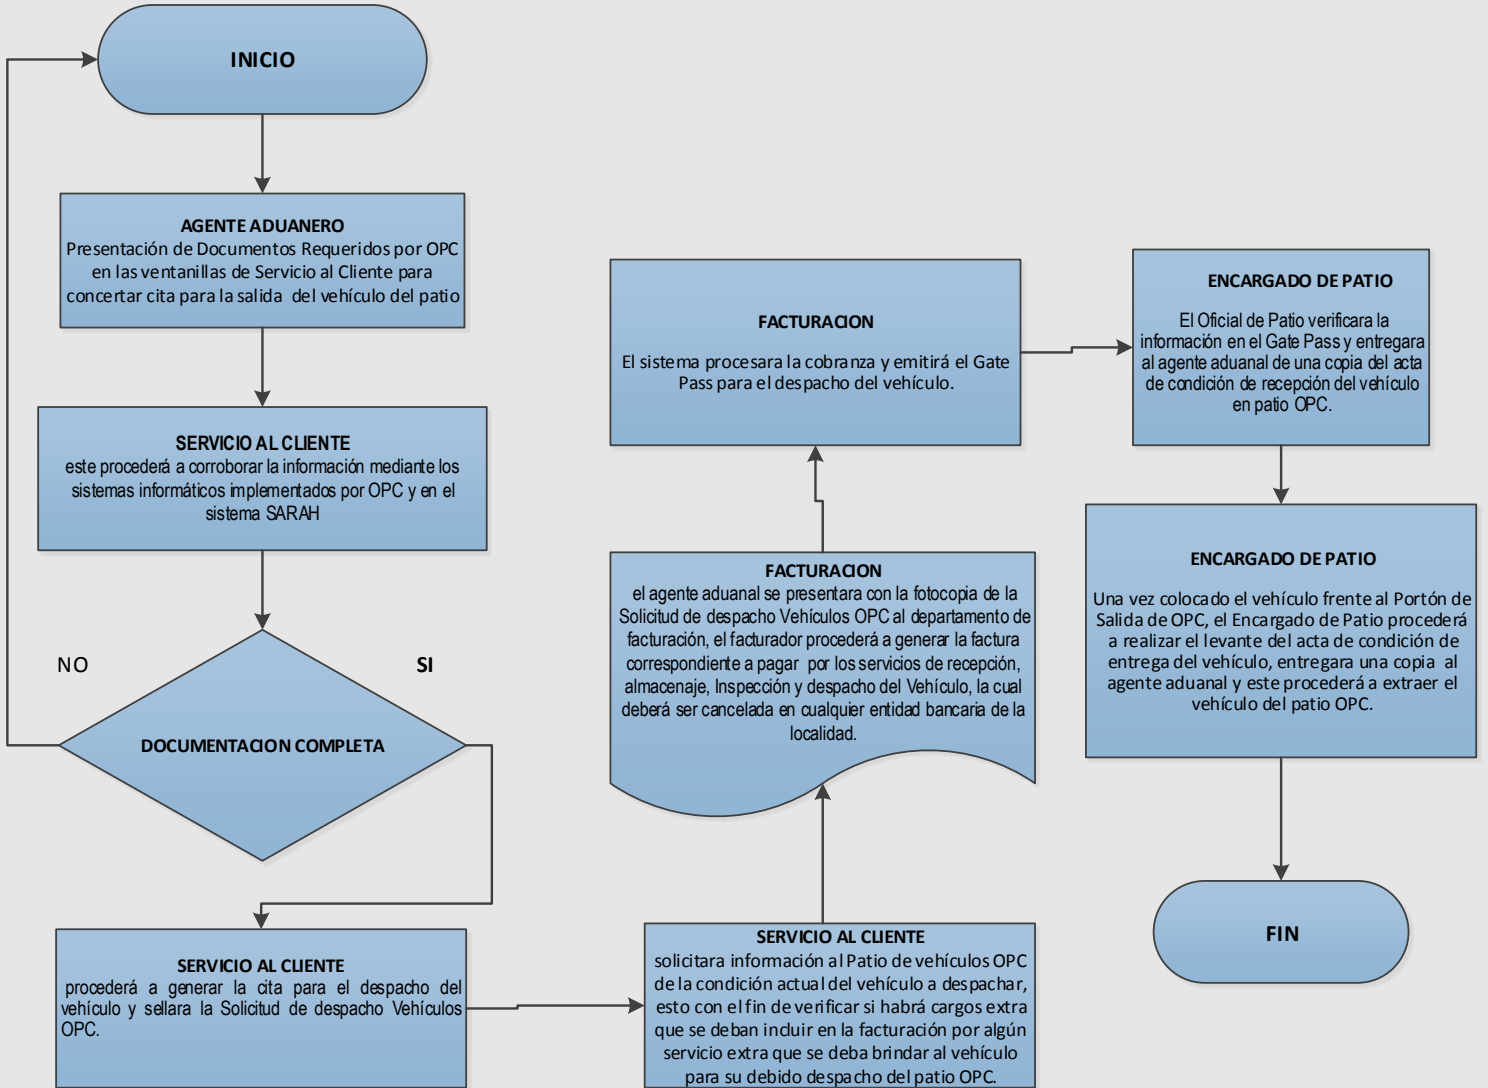 INICIO
AGENTE ADUANERO
Presentación de Documentos Requeridos por OPC
en las ventanillas de Servicio al Cliente para
concertar cita para la salida del vehículo del patio
SERVICIO AL CLIENTE
este procederá a corroborar la información mediante los
sistemas informáticos implementados por OPC y en el
sistema SARAH
NO
SI
DOCUMENTACION COMPLETA
SERVICIO AL CLIENTE
procederá a generar la cita para el despacho del
vehículo y sellara la Solicitud de despacho Vehículos
OPC.
SERVICIO AL CLIENTE
solicitara información al Patio de vehículos OPC
de la condición actual del vehículo a despachar,
esto con el fin de verificar si habrá cargos extra
que se deban incluir en la facturación por algún
servicio extra que se deba brindar al vehículo
para su debido despacho del patio OPC.
FACTURACION
el agente aduanal se presentara con la fotocopia de la
Solicitud de despacho Vehículos OPC al departamento de
facturación, el facturador procederá a generar la factura
correspondiente a pagar por los servicios de recepción,
almacenaje, Inspección y despacho del Vehículo, la cual
deberá ser cancelada en cualquier entidad bancaria de la
localidad.
FACTURACION
El sistema procesara la cobranza y emitirá el Gate
Pass para el despacho del vehículo.
ENCARGADO DE PATIO
El Oficial de Patio verificara la
información en el Gate Pass y entregara
al agente aduanal de una copia del acta
de condición de recepción del vehículo
en patio OPC.
ENCARGADO DE PATIO
Una vez colocado el vehículo frente al Portón de
Salida de OPC, el Encargado de Patio procederá
a realizar el levante del acta de condición de
entrega del vehículo, entregara una copia al
agente aduanal y este procederá a extraer el
vehículo del patio OPC.
FIN